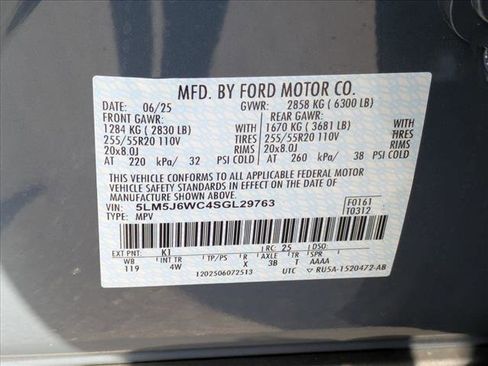 MFD. BY FORD MOTOR CO.
DATE: 06/25 GVWR: 2858 KG ( 6300 LB)
FRONT GAWR: REAR GAWR:
1284 KG ( 2830 LB) WITH 1670 KG ( 3681 LB) WITH
255/55R20 110V TIRES 255/55R20 110V TIRES
20x8.0J RIMS 20x8.0J RIMS
AT 220 kPa/ 32 PSI COLD AT 260 kPa/ 38 PSI COLD
THIS VEHICLE CONFORMS TO ALL APPLICABLE FEDERAL MOTOR
VEHICLE SAFETY AND BUMPER STANDARDS IN EFFECT ON THE DATE OF
MANUFACTURE SHOWN ABOVE.
VIN: 5LM5J6WC4SGL29763 F0161
TYPE: MPV T0312
EXT PNT: K1 RC: 25 DSO:
WB INT TR TP/PS R AXLE TR SPR
119 4W X 3B T AAAA
1202506072513 UTC ▽ RU5A-1520472-AB